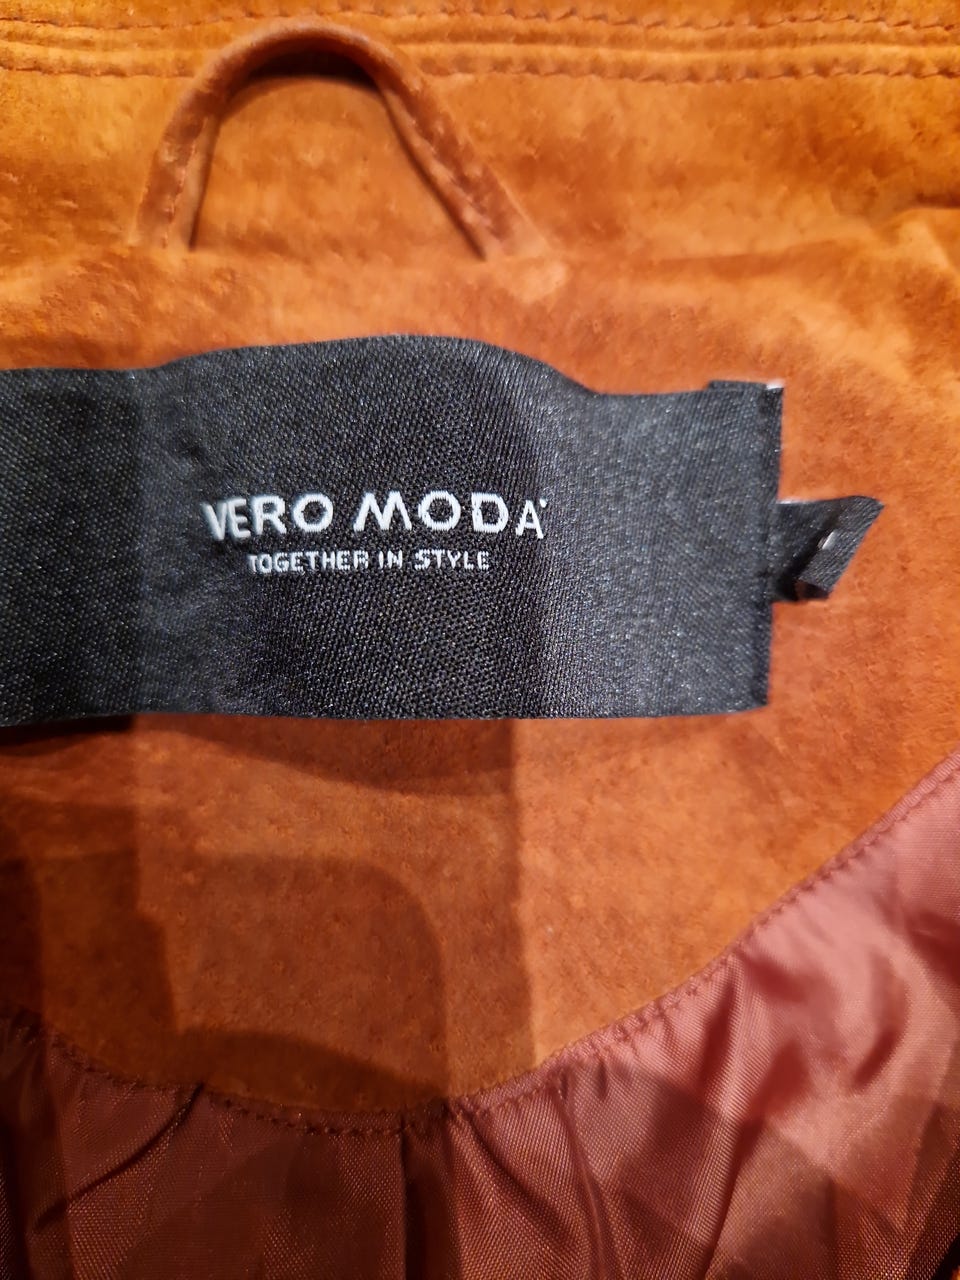 VERO MODA
TOGETHER IN STYLE